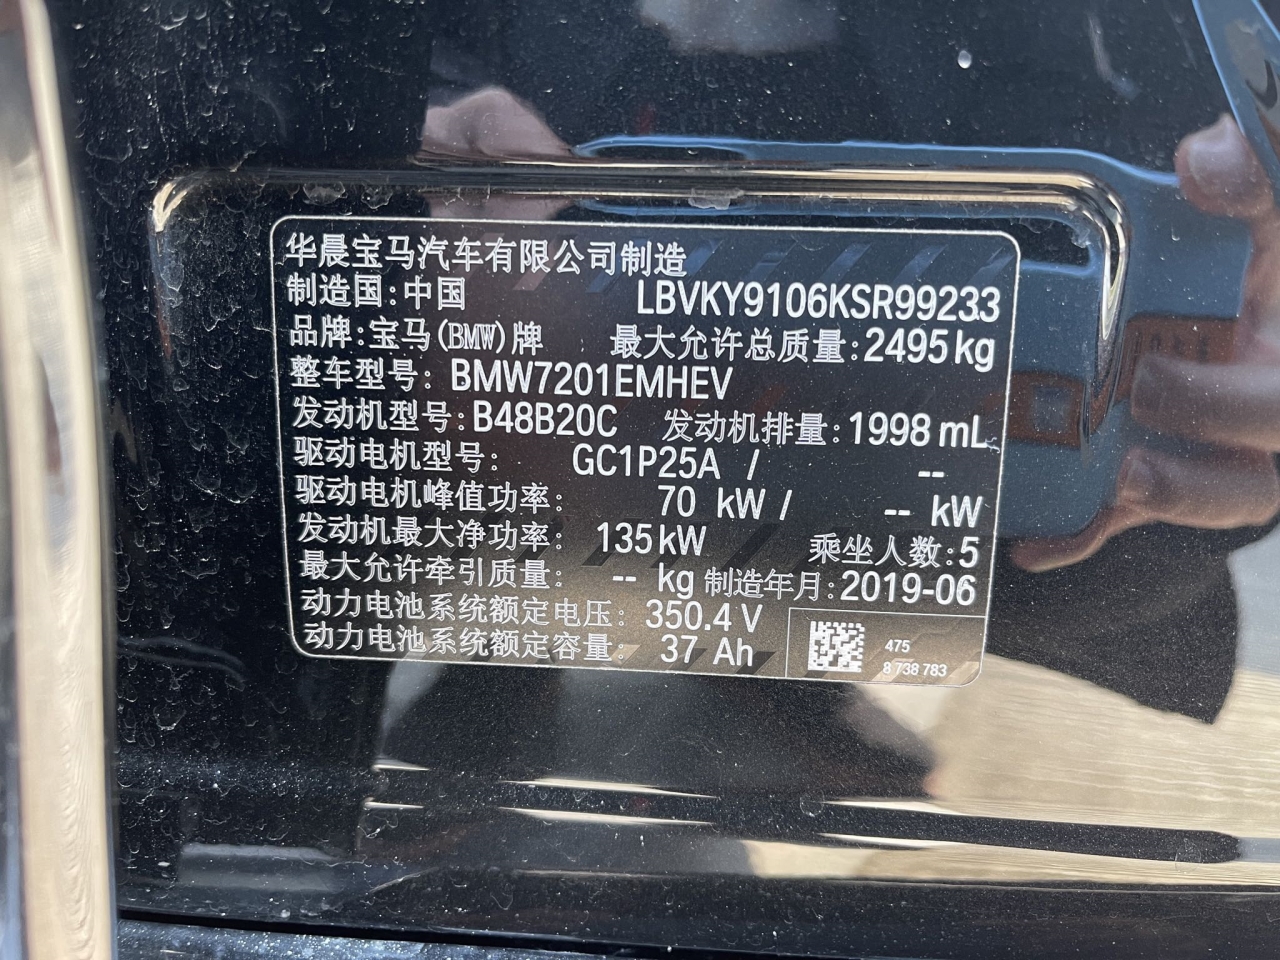 华晨宝马汽车有限公司制造
制造国:中国 LBVKY9106KSR99233
品牌:宝马(BMW)牌 最大允许总质量:2495kg
整车型号: BMW7201EMHEV
发动机型号:B48B20C 发动机排量:1998 mL
驱动电机型号: GC1P25A / --
驱动电机峰值功率: 70 kW / -- kW
发动机最大净功率: 135kW 乘坐人数:5
最大允许牵引质量: -- kg 制造年月:2019-06
动力电池系统额定电压: 350.4 V
动力电池系统额定容量: 37 Ah
475
8 738 783